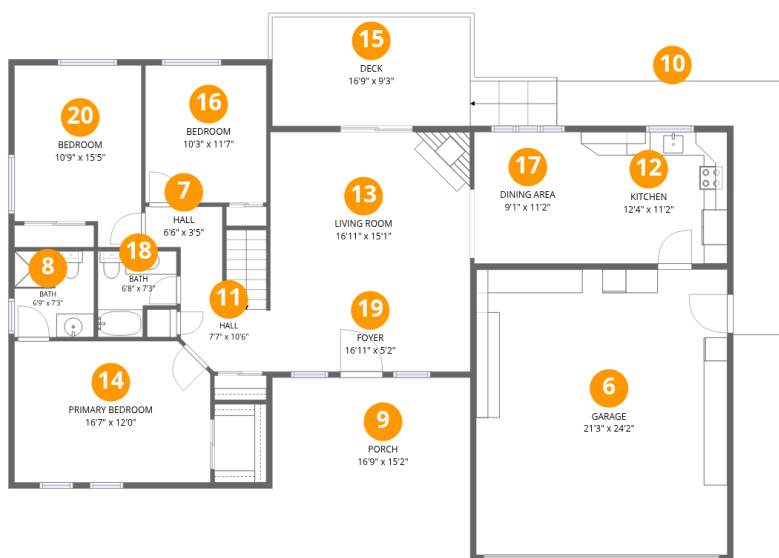 15
DECK
16'9" x 9'3"
10
20
BEDROOM
10'9" x 15'5"
16
BEDROOM
10'3" x 11'7"
17
DINING AREA
9'1" x 11'2"
12
KITCHEN
12'4" x 11'2"
7
HALL
6'6" x 3'5"
13
LIVING ROOM
16'11" x 15'1"
8
BATH
6'9" x 7'3"
18
BATH
6'8" x 7'3"
11
HALL
7'7" x 10'6"
19
FOYER
16'11" x 5'2"
14
PRIMARY BEDROOM
16'7" x 12'0"
9
PORCH
16'9" x 15'2"
6
GARAGE
21'3" x 24'2"